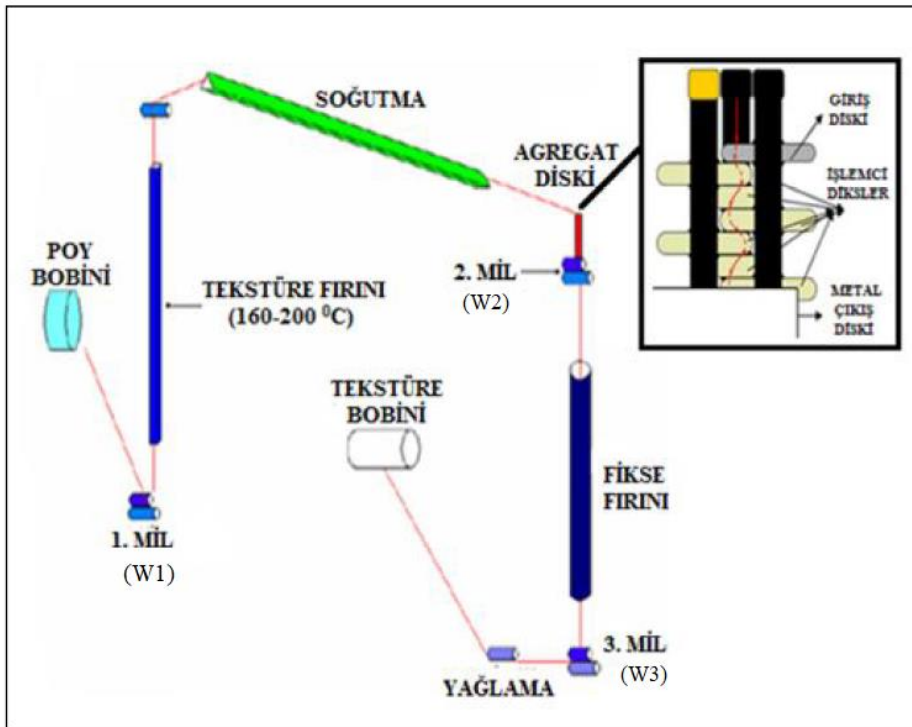 SOĞUTMA
POY
BOBİNİ
TEKSTÜRE FIRINI
(160-200 ⁰C)
1. MİL
(W1)
AGREGAT
DİSKİ
2. MİL
(W2)
TEKSTÜRE
BOBİNİ
FİKSE
FIRINI
3. MİL
(W3)
YAĞLAMA
GİRİŞ
DİSKİ
İŞLEMCİ
DİKSLER
METAL
ÇIKIŞ
DİSKİ